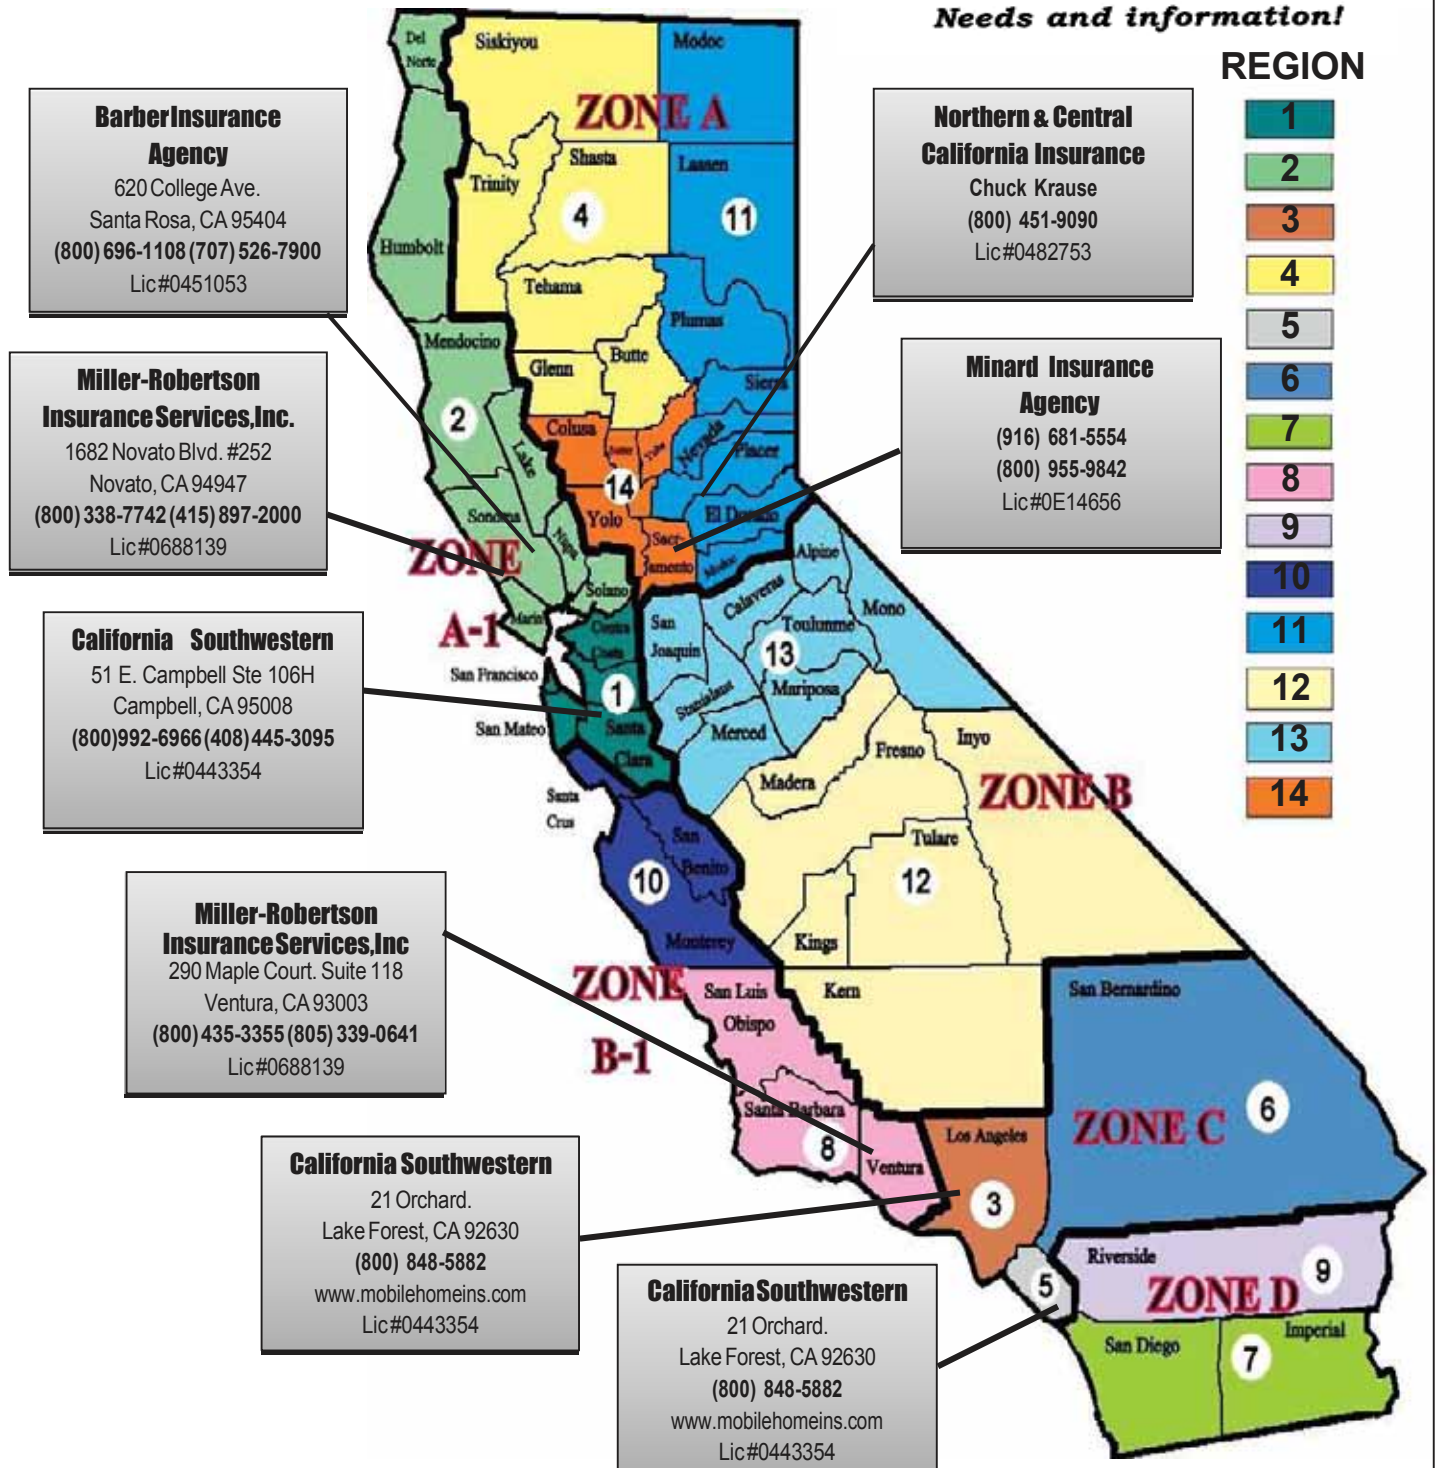 Needs and information!
REGION
1
2
3
4
5
6
7
8
9
10
11
12
13
14
Barber Insurance
Agency
620 College Ave.
Santa Rosa, CA 95404
(800) 696-1108 (707) 526-7900
Lic#0451053
Miller-Robertson
Insurance Services, Inc.
1682 Novato Blvd. #252
Novato, CA 94947
(800) 338-7742 (415) 897-2000
Lic#0688139
California Southwestern
51 E. Campbell Ste 106H
Campbell, CA 95008
(800)992-6966 (408) 445-3095
Lic#0443354
Miller-Robertson
Insurance Services, Inc
290 Maple Court. Suite 118
Ventura, CA 93003
(800) 435-3355 (805) 339-0641
Lic#0688139
California Southwestern
21 Orchard.
Lake Forest, CA 92630
(800) 848-5882
www.mobilehomeins.com
Lic#0443354
California Southwestern
21 Orchard.
Lake Forest, CA 92630
(800) 848-5882
www.mobilehomeins.com
Lic#0443354
Northern & Central
California Insurance
Chuck Krause
(800) 451-9090
Lic#0482753
Minard Insurance
Agency
(916) 681-5554
(800) 955-9842
Lic#0E14656
Del
Norte
Siskiyou
Modoc
ZONE A
Shasta
Lassen
Trinity
4
11
Humbolt
Tehama
Plumas
Mendocino
Butte
Glenn
Sierra
2
Colusa
Yuba
Nevada
Placer
Lake
14
Yolo
El Dorado
Sonoma
Napa
Sacr-
amento
Modoc
Alpine
ZONE
A-1
Solano
Marin
Contra
Costa
San
Joaquin
Calaveras
Toulunme
Mono
13
San Francisco
1
Stanislaus
Mariposa
San Mateo
Santa
Clara
Merced
Fresno
Inyo
Madera
ZONE B
Santa
Crus
San
Benito
Tulare
10
12
Monterey
Kings
ZONE
B-1
San Luis
Obispo
Kern
San Bernardino
Santa Barbara
8
Ventura
Los Angeles
ZONE C
6
3
5
Riverside
9
ZONE D
San Diego
Imperial
7